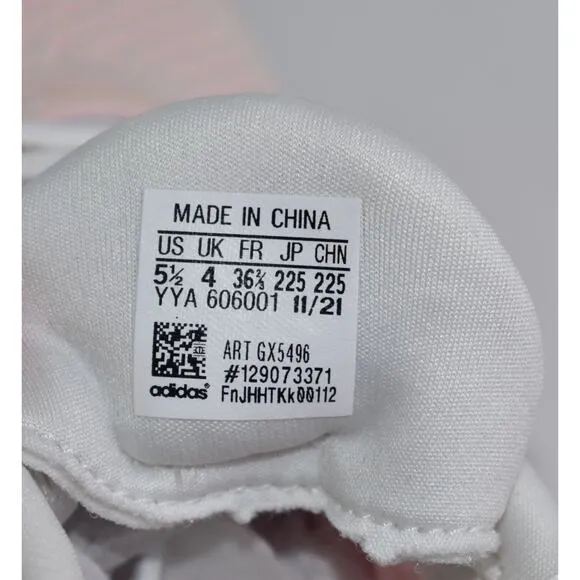 MADE IN CHINA
US UK FR JP CHN
5½ 4 36⅔ 225 225
YYA 606001 11/21
ART GX5496
#129073371
adidas® FnJHHTKk00112